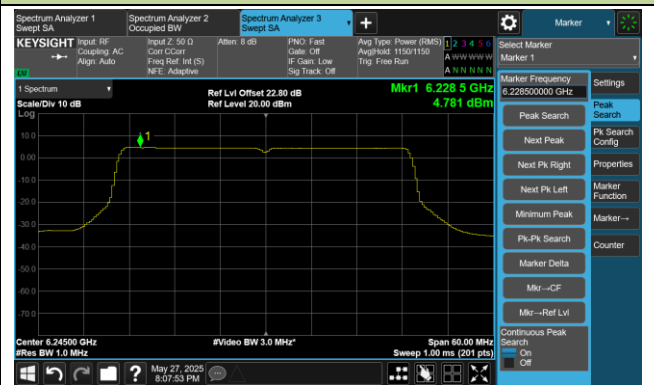 Spectrum Analyzer 1
Swept SA
Spectrum Analyzer 2
Occupied BW
Spectrum Analyzer 3
Swept SA
Marker
KEYSIGHT
Input: RF
Coupling: AC
Align: Auto
Input Z: 50 Ω
Corr CCorr
Freq Ref: Int (S)
NFE: Adaptive
Atten: 8 dB
PNO: Fast
Gate: Off
IF Gain: Low
Sig Track: Off
Avg Type: Power (RMS)
Avg|Hold: 1150/1150
Trig: Free Run
1 2 3 4 5 6
A W W W W W
A N N N N N
Select Marker
Marker 1
1 Spectrum
Scale/Div 10 dB
Log
Ref Lvl Offset 22.80 dB
Ref Level 20.00 dBm
Mkr1 6.228 5 GHz
4.781 dBm
10.0
0.00
-10.0
-20.0
-30.0
-40.0
-50.0
-60.0
-70.0
1
Center 6.24500 GHz
#Res BW 1.0 MHz
#Video BW 3.0 MHz*
Span 60.00 MHz
Sweep 1.00 ms (201 pts)
Marker Frequency
6.228500000 GHz
Peak Search
Next Peak
Next Pk Right
Next Pk Left
Minimum Peak
Pk-Pk Search
Marker Delta
Mkr→CF
Mkr→Ref Lvl
Continuous Peak
Search
On
Off
Settings
Peak
Search
Pk Search
Config
Properties
Marker
Function
Marker→
Counter
May 27, 2025
8:07:53 PM